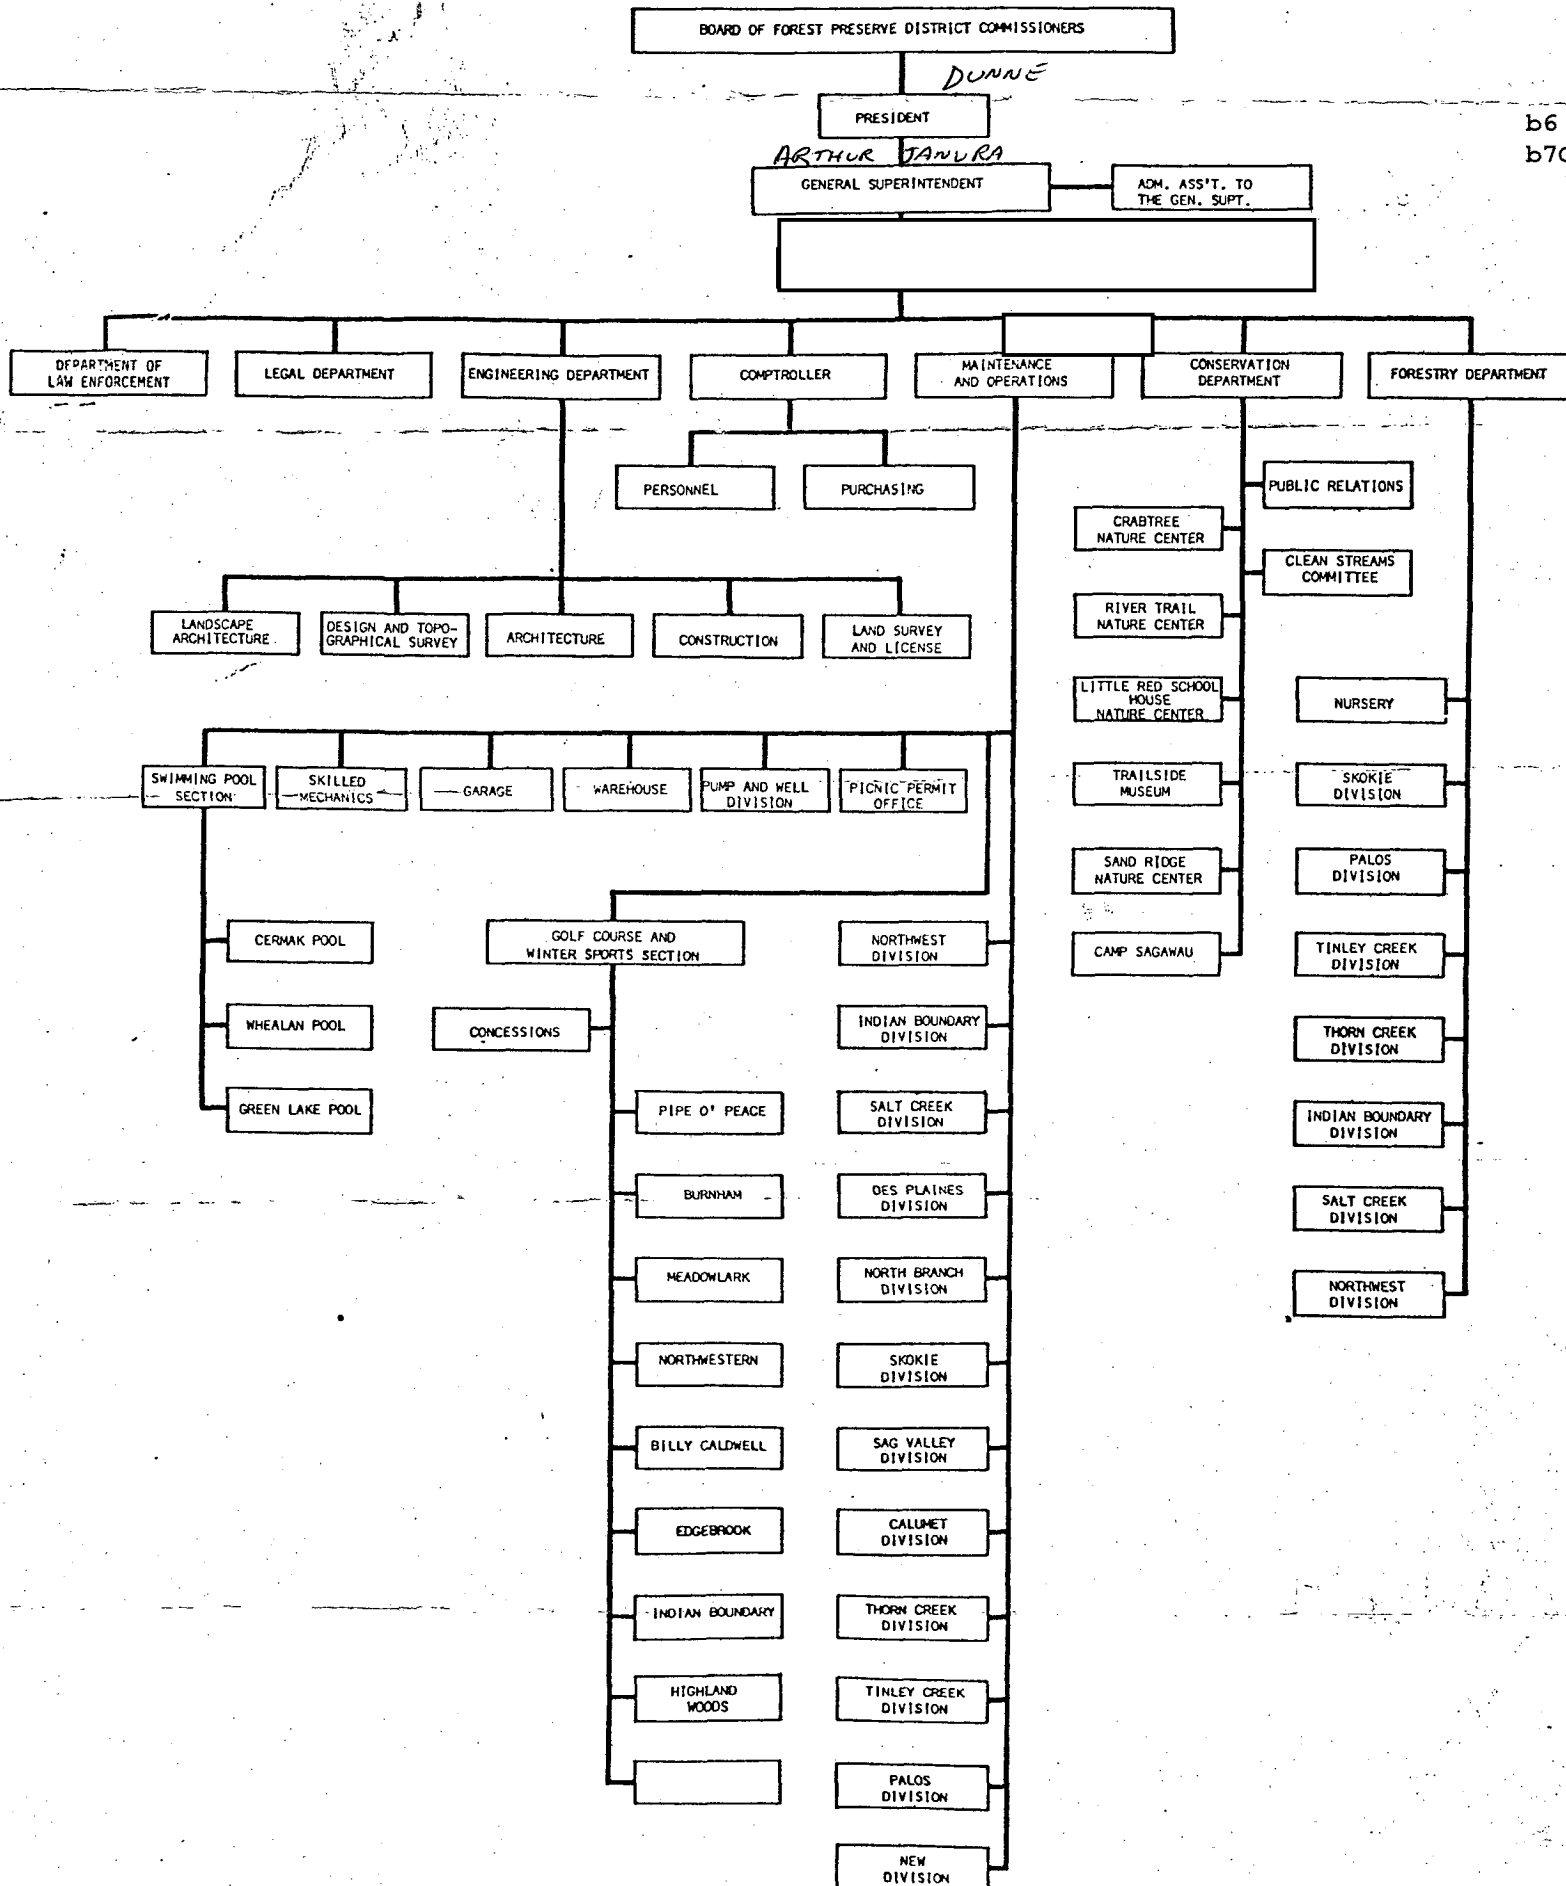 BOARD OF FOREST PRESERVE DISTRICT COMMISSIONERS
DUNNE
PRESIDENT
b6
ARTHUR JANURA
GENERAL SUPERINTENDENT
ADM. ASS'T. TO
THE GEN. SUPT.
DEPARTMENT OF
LAW ENFORCEMENT
LEGAL DEPARTMENT
ENGINEERING DEPARTMENT
COMPTROLLER
MAINTENANCE
AND OPERATIONS
CONSERVATION
DEPARTMENT
FORESTRY DEPARTMENT
PERSONNEL
PURCHASING
PUBLIC RELATIONS
CRABTREE
NATURE CENTER
CLEAN STREAMS
COMMITTEE
RIVER TRAIL
NATURE CENTER
LANDSCAPE
ARCHITECTURE
DESIGN AND TOPO-
GRAPHICAL SURVEY
ARCHITECTURE
CONSTRUCTION
LAND SURVEY
AND LICENSE
LITTLE RED SCHOOL
HOUSE
NATURE CENTER
NURSERY
SWIMMING POOL
SECTION
SKILLED
MECHANICS
GARAGE
WAREHOUSE
PUMP AND WELL
DIVISION
PICNIC PERMIT
OFFICE
TRAILSIDE
MUSEUM
SKOKIE
DIVISION
SAND RIDGE
NATURE CENTER
PALOS
DIVISION
CERMAK POOL
GOLF COURSE AND
WINTER SPORTS SECTION
NORTHWEST
DIVISION
CAMP SAGAWAU
TINLEY CREEK
DIVISION
WHEALAN POOL
CONCESSIONS
INDIAN BOUNDARY
DIVISION
THORN CREEK
DIVISION
GREEN LAKE POOL
PIPE O' PEACE
SALT CREEK
DIVISION
INDIAN BOUNDARY
DIVISION
BURNHAM
DES PLAINES
DIVISION
SALT CREEK
DIVISION
MEADOWLARK
NORTH BRANCH
DIVISION
NORTHWEST
DIVISION
NORTHWESTERN
SKOKIE
DIVISION
BILLY CALDWELL
SAG VALLEY
DIVISION
EDGEBROOK
CALUMET
DIVISION
INDIAN BOUNDARY
THORN CREEK
DIVISION
HIGHLAND
WOODS
TINLEY CREEK
DIVISION
PALOS
DIVISION
NEW
DIVISION